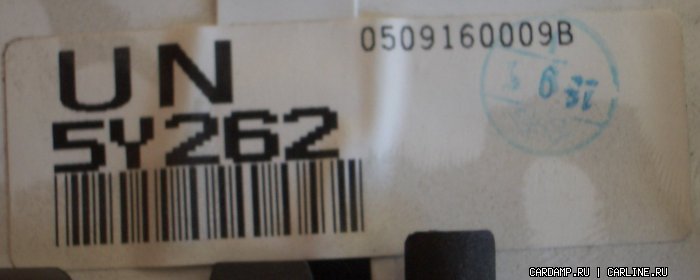 0509160009B
UN
5Y262
CARDAMP.RU | CARLINE.RU